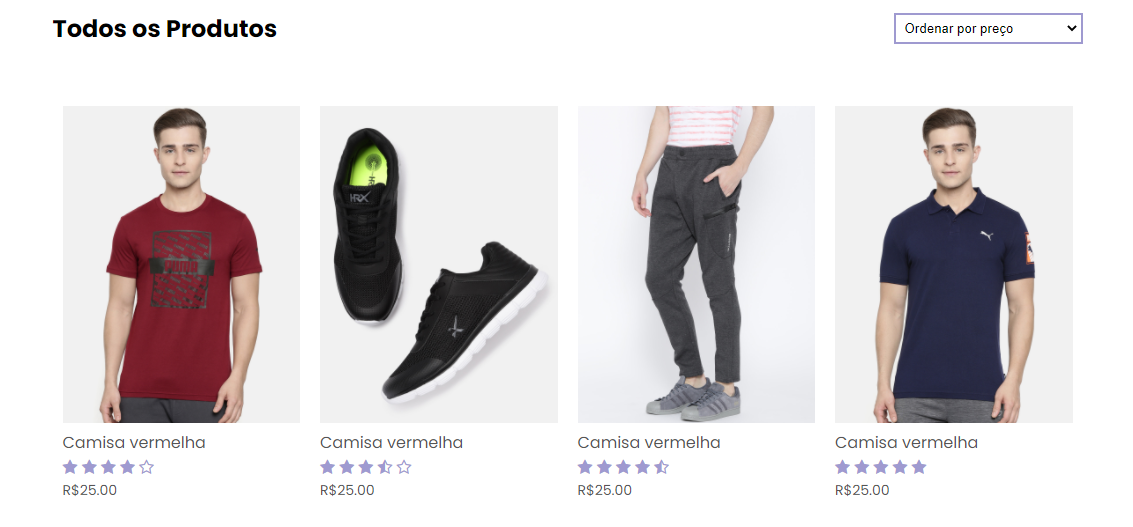 Todos os Produtos
Ordenar por preço
HRX
Camisa vermelha
R$25.00
Camisa vermelha
R$25.00
Camisa vermelha
R$25.00
Camisa vermelha
R$25.00